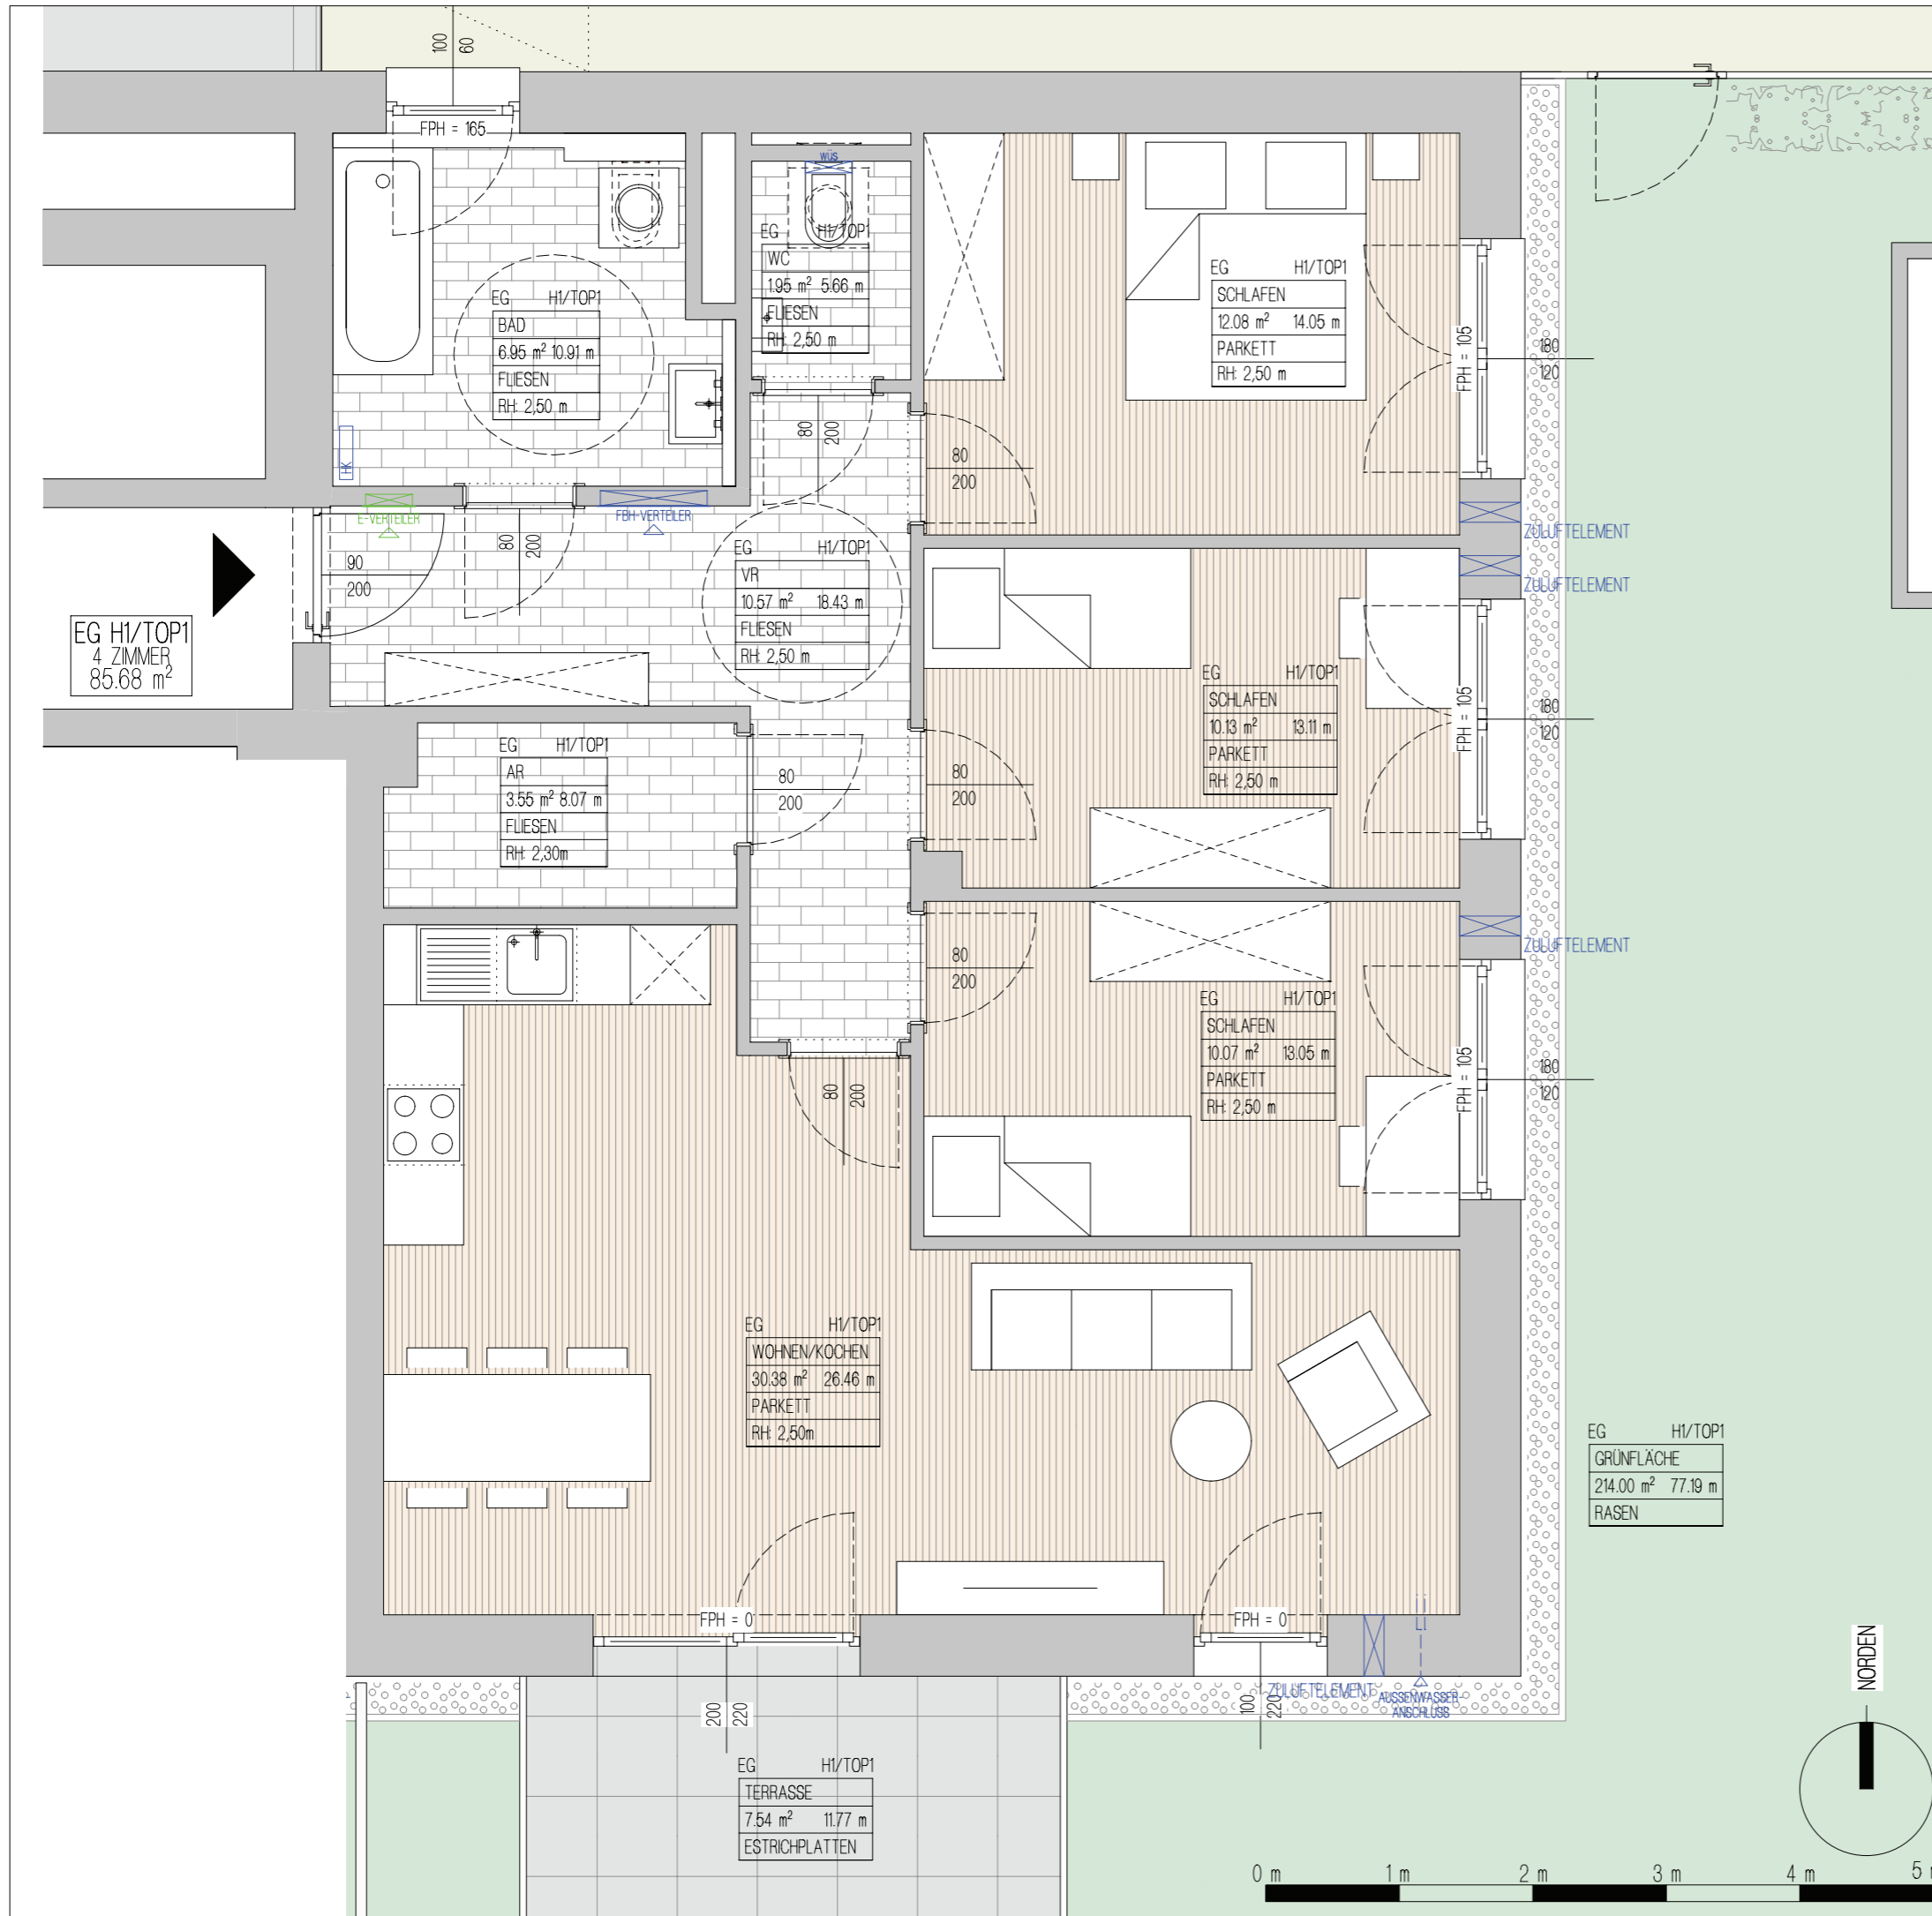 100
60
FPH = 165
WÜS
EG H1/TOP1
WC
1.95 m² 5.66 m
FLIESEN
RH: 2,50 m
EG H1/TOP1
BAD
6.95 m² 10.91 m
FLIESEN
RH: 2,50 m
EG H1/TOP1
SCHLAFEN
12.08 m² 14.05 m
PARKETT
RH: 2,50 m
FPH = 105
180
120
HK
80
200
80
200
E-VERTEILER
FBH-VERTEILER
ZULUFTELEMENT
ZULUFTELEMENT
90
200
80
200
EG H1/TOP1
VR
10.57 m² 18.43 m
FLIESEN
RH: 2,50 m
EG H1/TOP1
4 ZIMMER
85.68 m²
EG H1/TOP1
SCHLAFEN
10.13 m² 13.11 m
PARKETT
RH: 2,50 m
FPH = 105
180
120
EG H1/TOP1
AR
3.55 m² 8.07 m
FLIESEN
RH: 2,30m
80
200
80
200
ZULUFTELEMENT
80
200
EG H1/TOP1
SCHLAFEN
10.07 m² 13.05 m
PARKETT
RH: 2,50 m
FPH = 105
180
120
80
200
EG H1/TOP1
WOHNEN/KOCHEN
30.38 m² 26.46 m
PARKETT
RH: 2,50m
EG H1/TOP1
GRÜNFLÄCHE
214.00 m² 77.19 m
RASEN
FPH = 0
FPH = 0
NORDEN
ZULUFTELEMENT
AUSSENWASSER-
ANSCHLUSS
200
220
100
220
EG H1/TOP1
TERRASSE
7.54 m² 11.77 m
ESTRICHPLATTEN
0 m 1 m 2 m 3 m 4 m 5